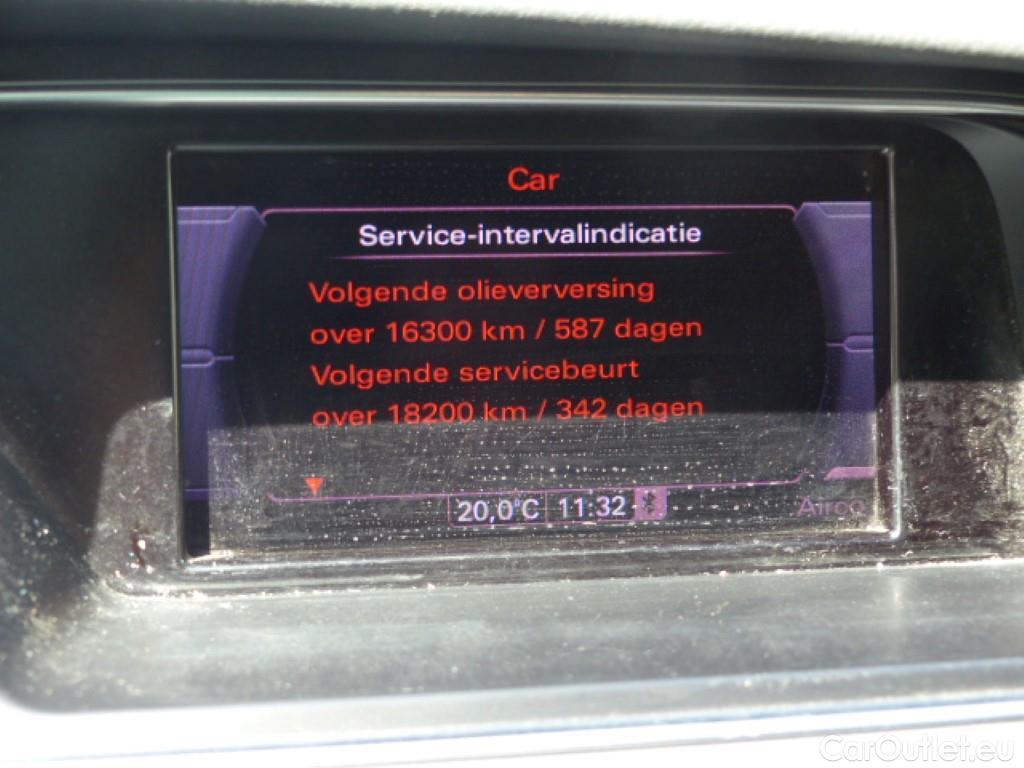 Car
Service-intervalindicatie
Volgende olieverversing
over 16300 km / 587 dagen
Volgende servicebeurt
over 18200 km / 342 dagen
20,0°C 11:32
Airco
CarOutlet.eu